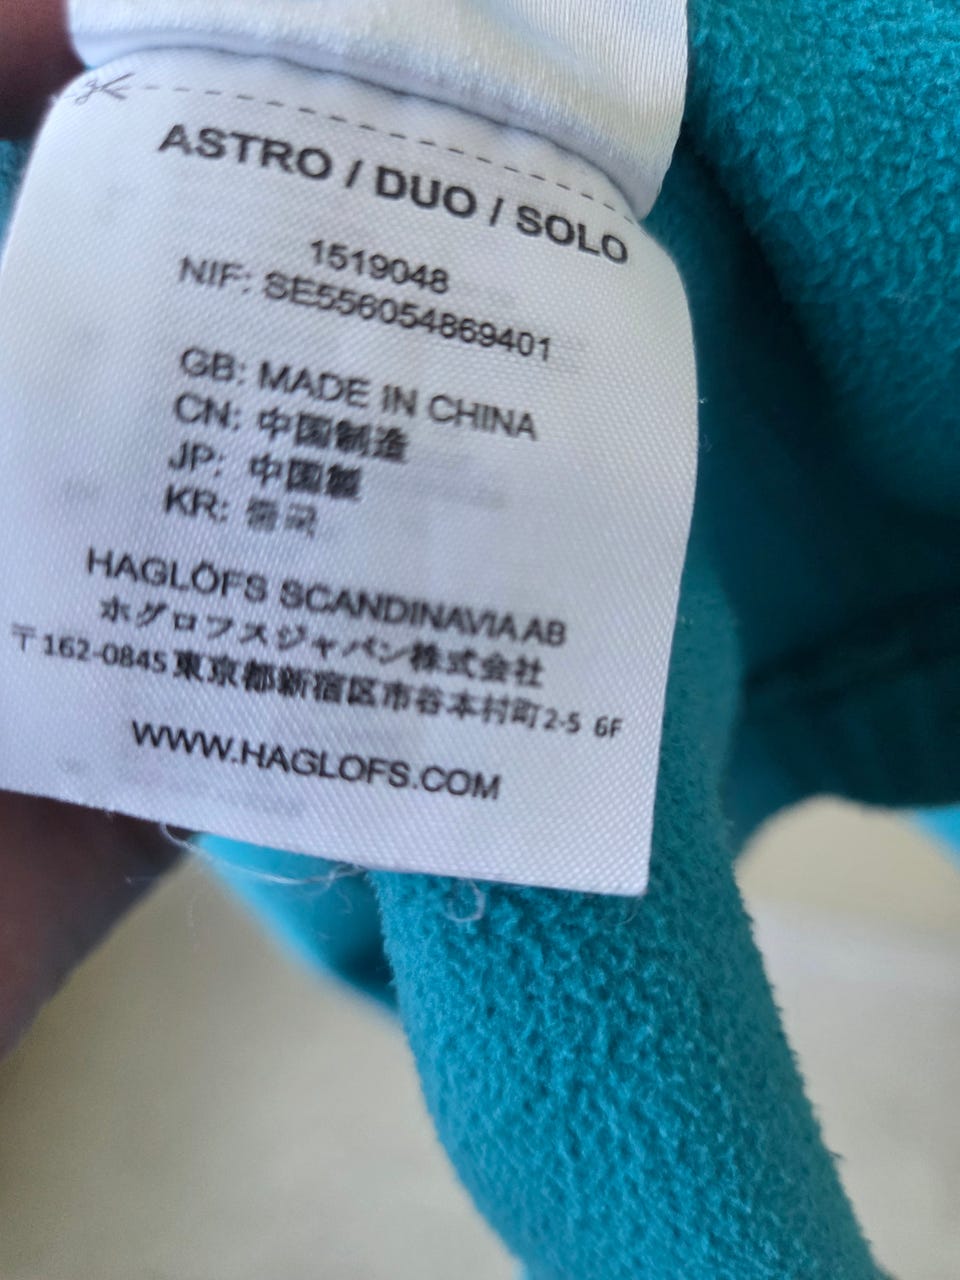 ASTRO / DUO / SOLO
1519048
NIF: SE556054869401
GB: MADE IN CHINA
CN: 中国制造
JP: 中国製
KR: 중국
HAGLÖFS SCANDINAVIA AB
ホグロフスジャパン株式会社
〒162-0845 東京都新宿区市谷本村町2-5 6F
WWW.HAGLOFS.COM